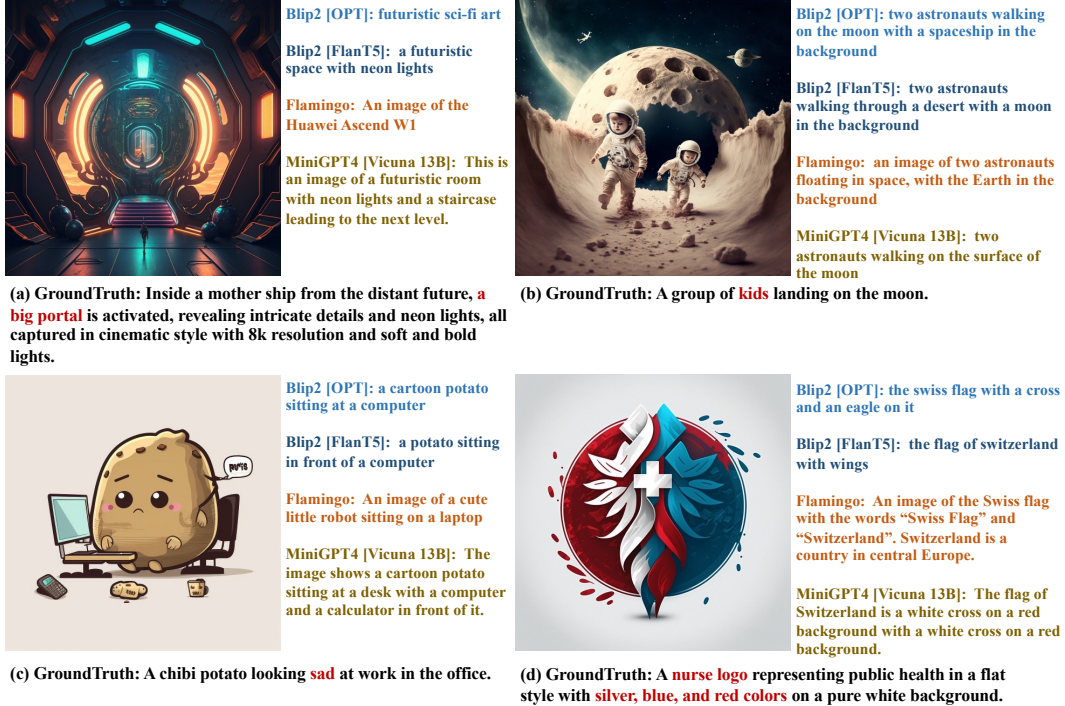 Blip2 [OPT]: futuristic sci-fi art
Blip2 [FlanT5]: a futuristic
space with neon lights
Flamingo: An image of the
Huawei Ascend W1
MiniGPT4 [Vicuna 13B]: This is
an image of a futuristic room
with neon lights and a staircase
leading to the next level.
(a) GroundTruth: Inside a mother ship from the distant future, a
big portal is activated, revealing intricate details and neon lights, all
captured in cinematic style with 8k resolution and soft and bold
lights.
Blip2 [OPT]: two astronauts walking
on the moon with a spaceship in the
background
Blip2 [FlanT5]: two astronauts
walking through a desert with a moon
in the background
Flamingo: an image of two astronauts
floating in space, with the Earth in the
background
MiniGPT4 [Vicuna 13B]: two
astronauts walking on the surface of
the moon
(b) GroundTruth: A group of kids landing on the moon.
Blip2 [OPT]: a cartoon potato
sitting at a computer
Blip2 [FlanT5]: a potato sitting
in front of a computer
Flamingo: An image of a cute
little robot sitting on a laptop
MiniGPT4 [Vicuna 13B]: The
image shows a cartoon potato
sitting at a desk with a computer
and a calculator in front of it.
(c) GroundTruth: A chibi potato looking sad at work in the office.
Blip2 [OPT]: the swiss flag with a cross
and an eagle on it
Blip2 [FlanT5]: the flag of switzerland
with wings
Flamingo: An image of the Swiss flag
with the words “Swiss Flag” and
“Switzerland”. Switzerland is a
country in central Europe.
MiniGPT4 [Vicuna 13B]: The flag of
Switzerland is a white cross on a red
background with a white cross on a red
background.
(d) GroundTruth: A nurse logo representing public health in a flat
style with silver, blue, and red colors on a pure white background.